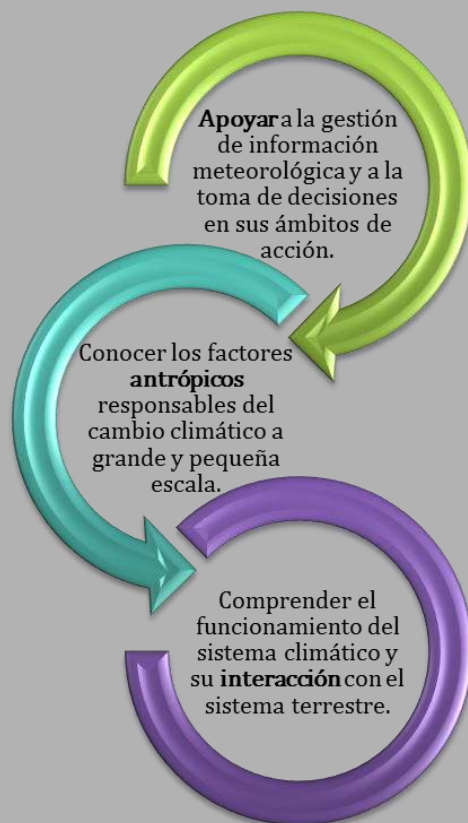 Apoyar a la gestión
de información
meteorológica y a la
toma de decisiones
en sus ámbitos de
acción.
Conocer los factores
antrópicos
responsables del
cambio climático a
grande y pequeña
escala.
Comprender el
funcionamiento del
sistema climático y
su interacción con el
sistema terrestre.